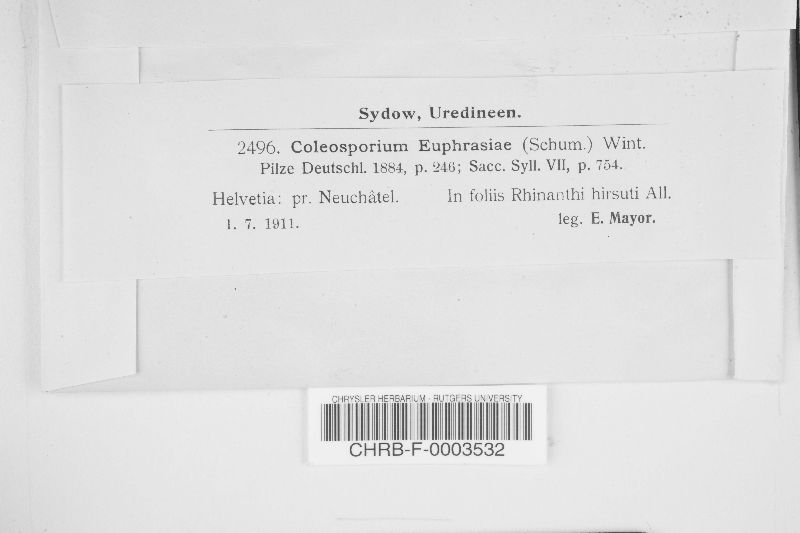 Sydow, Uredineen.
2496. Coleosporium Euphrasiae (Schum.) Wint.
Pilze Deutschl. 1884, p. 246; Sacc. Syll. VII, p. 754.
Helvetia: pr. Neuchâtel. In foliis Rhinanthi hirsuti All.
1. 7. 1911. leg. E. Mayor.
CHRYSLER HERBARIUM - RUTGERS UNIVERSITY
CHRB-F-0003532